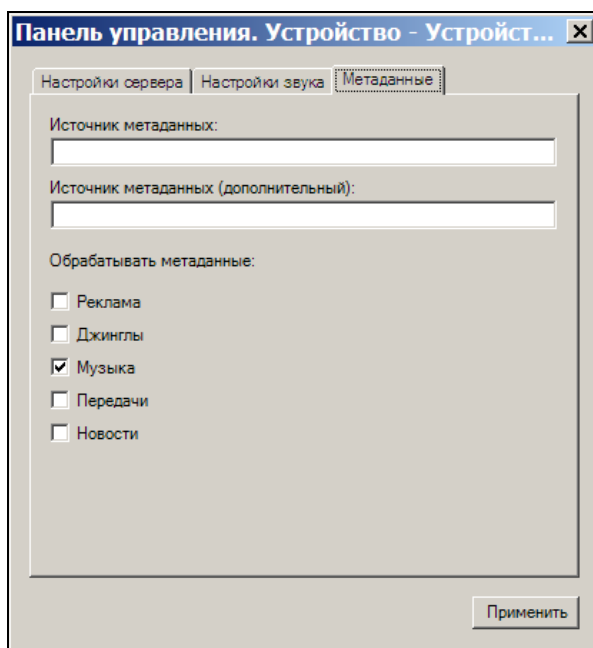 Панель управления. Устройство - Устройст...
Настройки сервера Настройки звука Метаданные
Источник метаданных:
Источник метаданных (дополнительный):
Обрабатывать метаданные:
Реклама
Джинглы
Музыка
Передачи
Новости
Применить